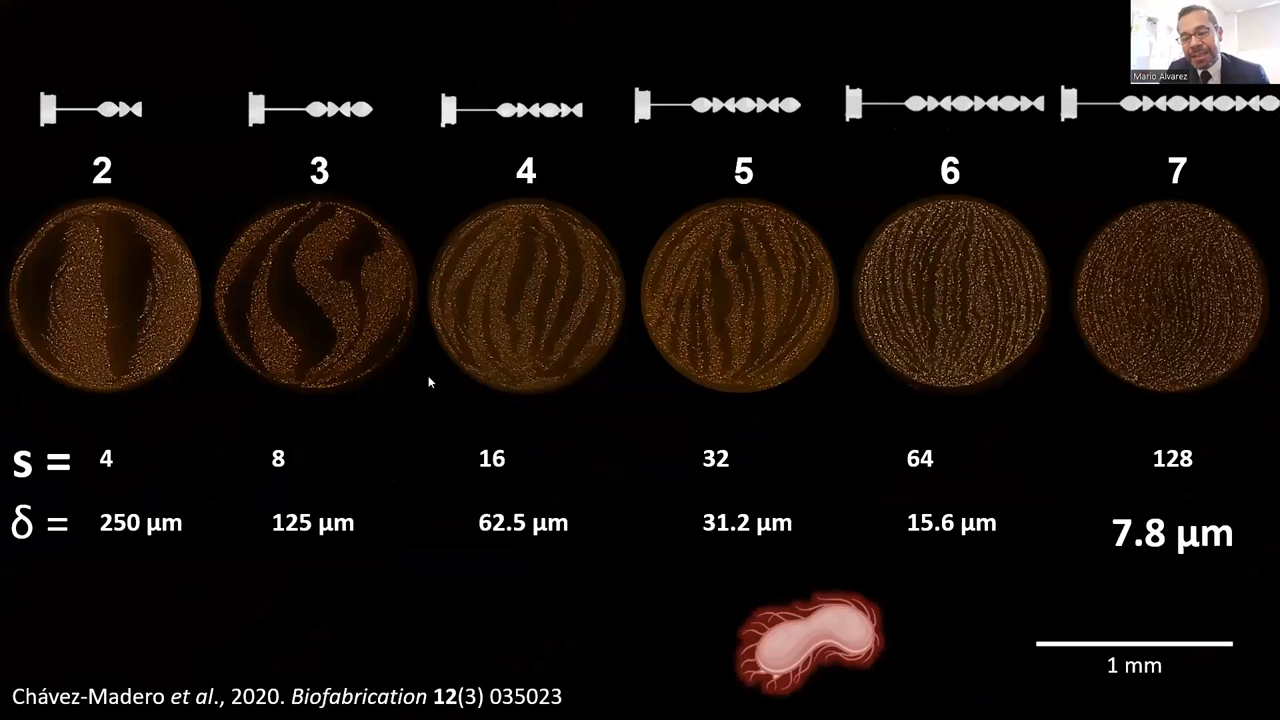 Mario Alvarez
2 3 4 5 6 7
s = 4 8 16 32 64 128
δ = 250 µm 125 µm 62.5 µm 31.2 µm 15.6 µm 7.8 µm
1 mm
Chávez-Madero et al., 2020. Biofabrication 12(3) 035023